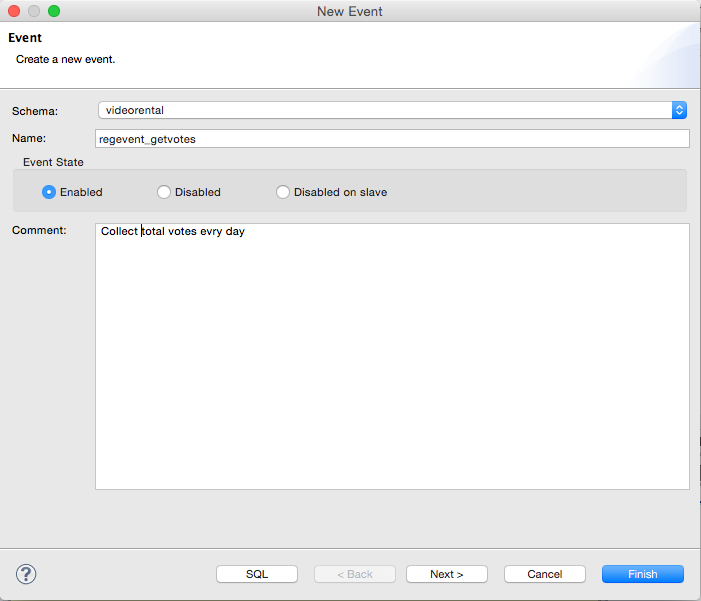 New Event
Event
Create a new event.
Schema: videorental
Name: regevent_getvotes
Event State
Enabled Disabled Disabled on slave
Comment: Collect total votes evry day
? SQL < Back Next > Cancel Finish